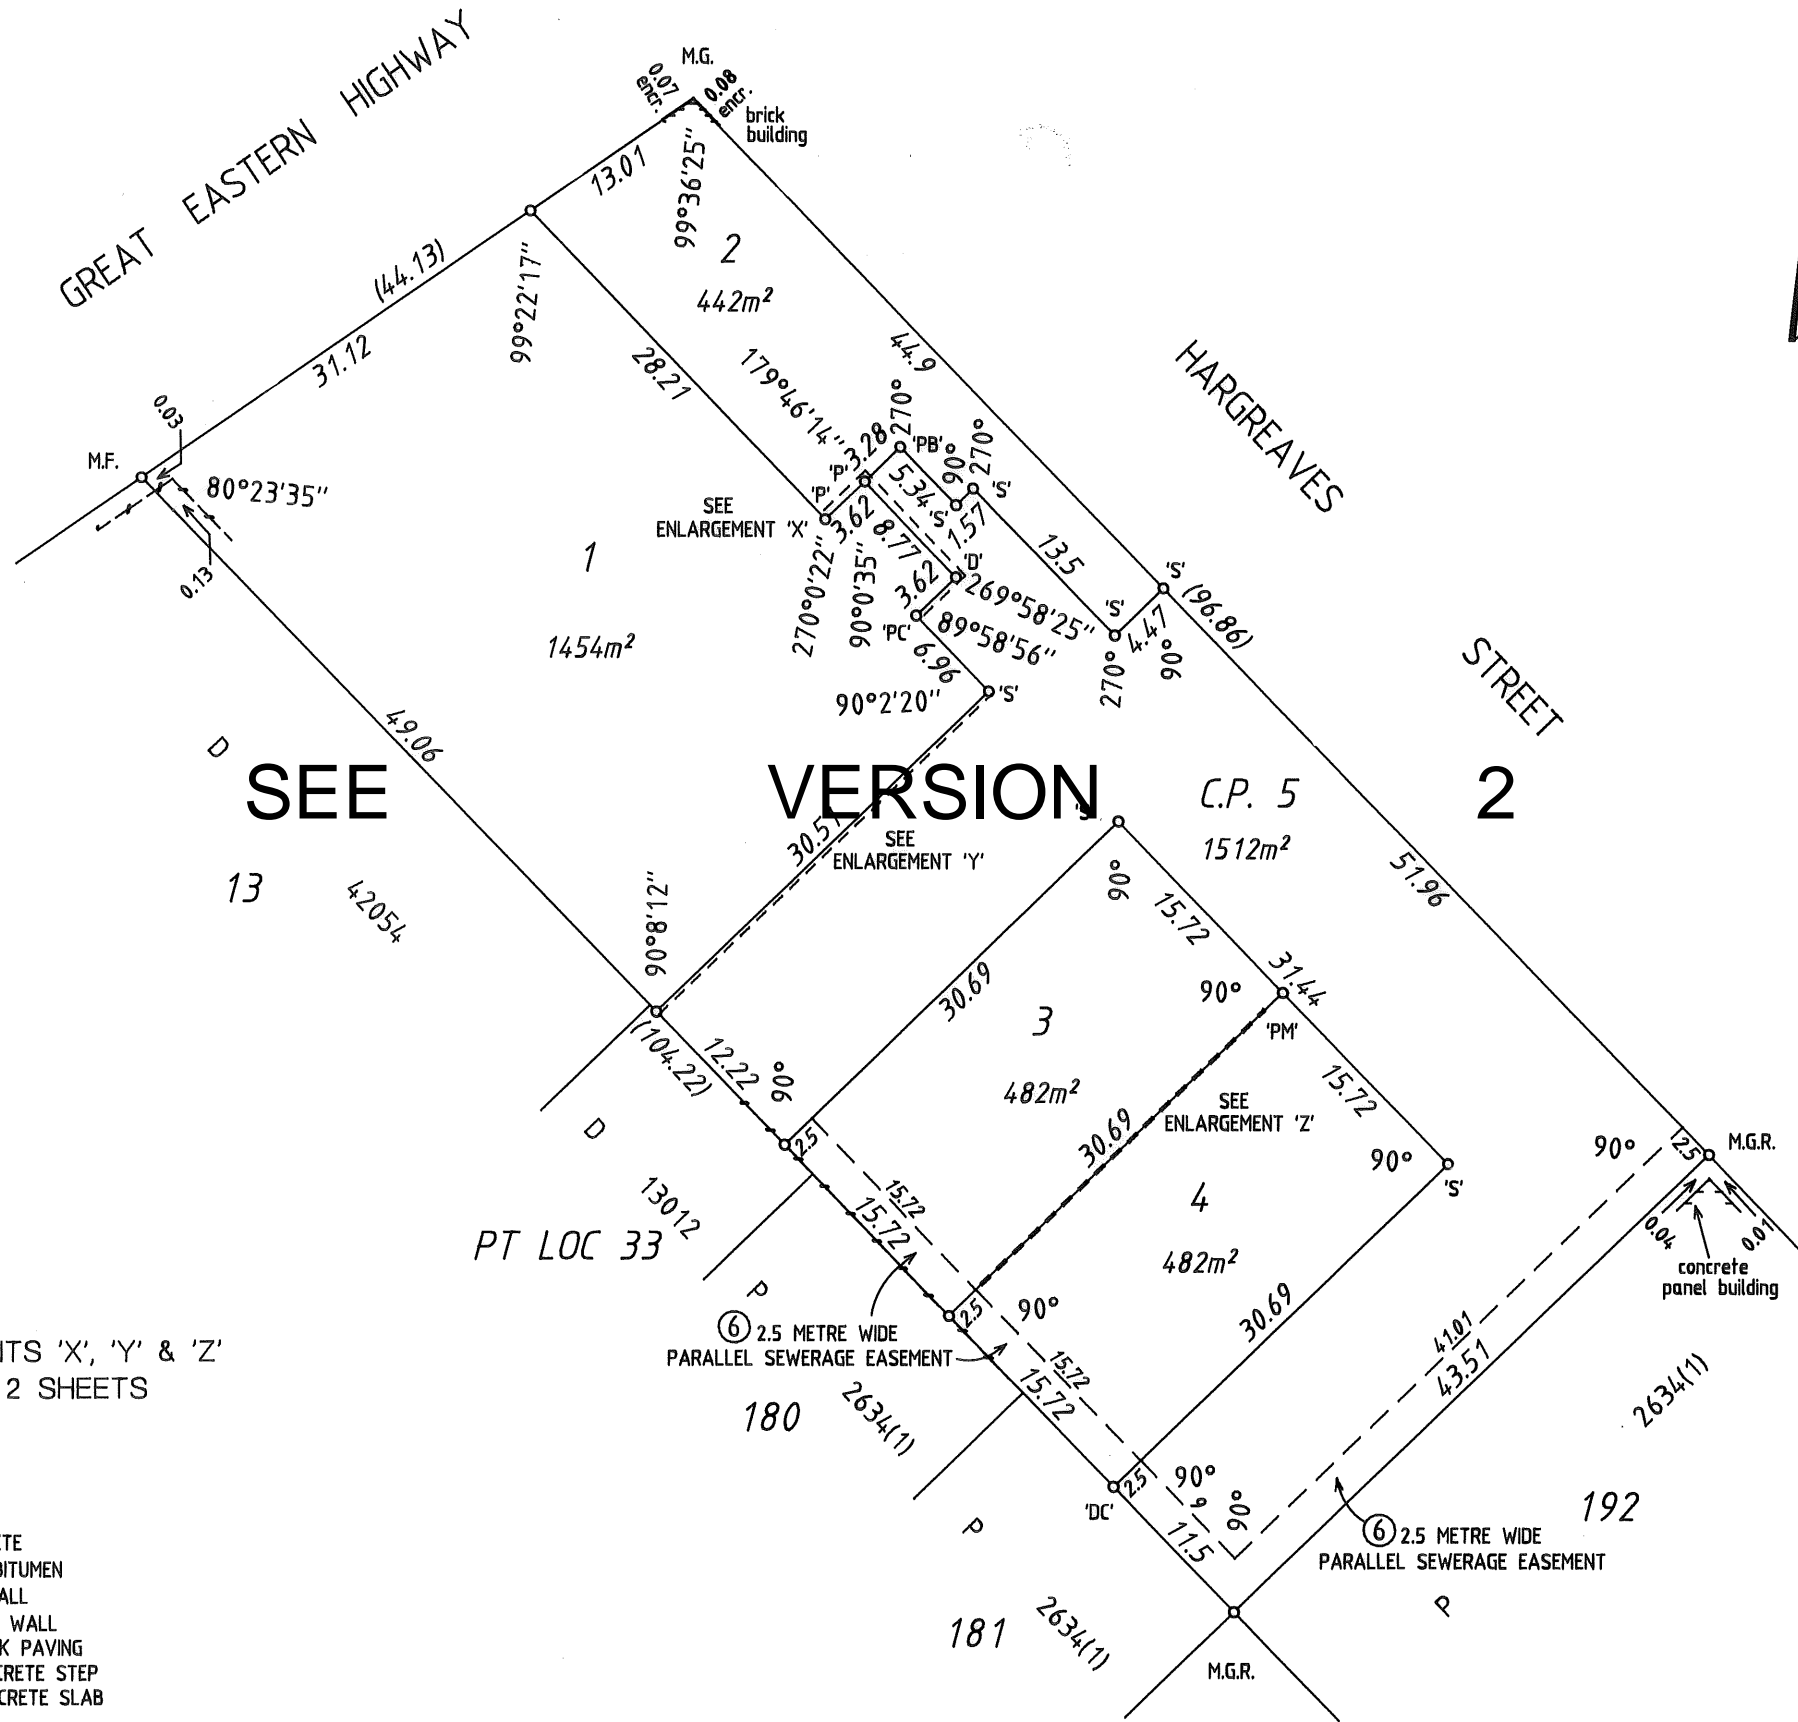 GREAT EASTERN HIGHWAY
M.G.
0.07
encr.
0.08
encr.
brick
building
13.01
99°36'25"
2
442m²
(44.13)
99°22'17"
31.12
28.21
44.9
HARGREAVES
STREET
179°46'14"
0.03
M.F.
80°23'35"
0.13
SEE
ENLARGEMENT 'X'
'P'
'P'
3.28
270°
'PB'
90°
270°
'S'
5.34
'S'
1.57
3.62
8.77
'D'
13.5
270°0'22"
90°0'35"
3.62
269°58'25"
'PC'
89°58'56"
'S'
4.47
'S'
(96.86)
270°
90°
1
1454m²
6.96
90°2'20"
'S'
49.06
D
SEE VERSION 2
C.P. 5
1512m²
30.57
SEE
ENLARGEMENT 'Y'
'S'
13
42054
90°8'12"
90°
15.72
51.96
31.44
90°
'PM'
30.69
3
482m²
(104.22)
12.22
90°
D
2.5
SEE
ENLARGEMENT 'Z'
15.72
30.69
90°
'S'
90°
2.5
M.G.R.
0.04
0.01
concrete
panel building
13012
PT LOC 33
P
15.72
15.72
4
482m²
6 2.5 METRE WIDE
PARALLEL SEWERAGE EASEMENT
2.5
90°
30.69
41.01
43.51
15.72
15.72
180
2634(1)
2634(1)
NTS 'X', 'Y' & 'Z'
2 SHEETS
2.5
90°
9
90°
'DC'
11.5
192
6 2.5 METRE WIDE
PARALLEL SEWERAGE EASEMENT
P
P
181
2634(1)
M.G.R.
TE
BITUMEN
ALL
WALL
K PAVING
CRETE STEP
CRETE SLAB